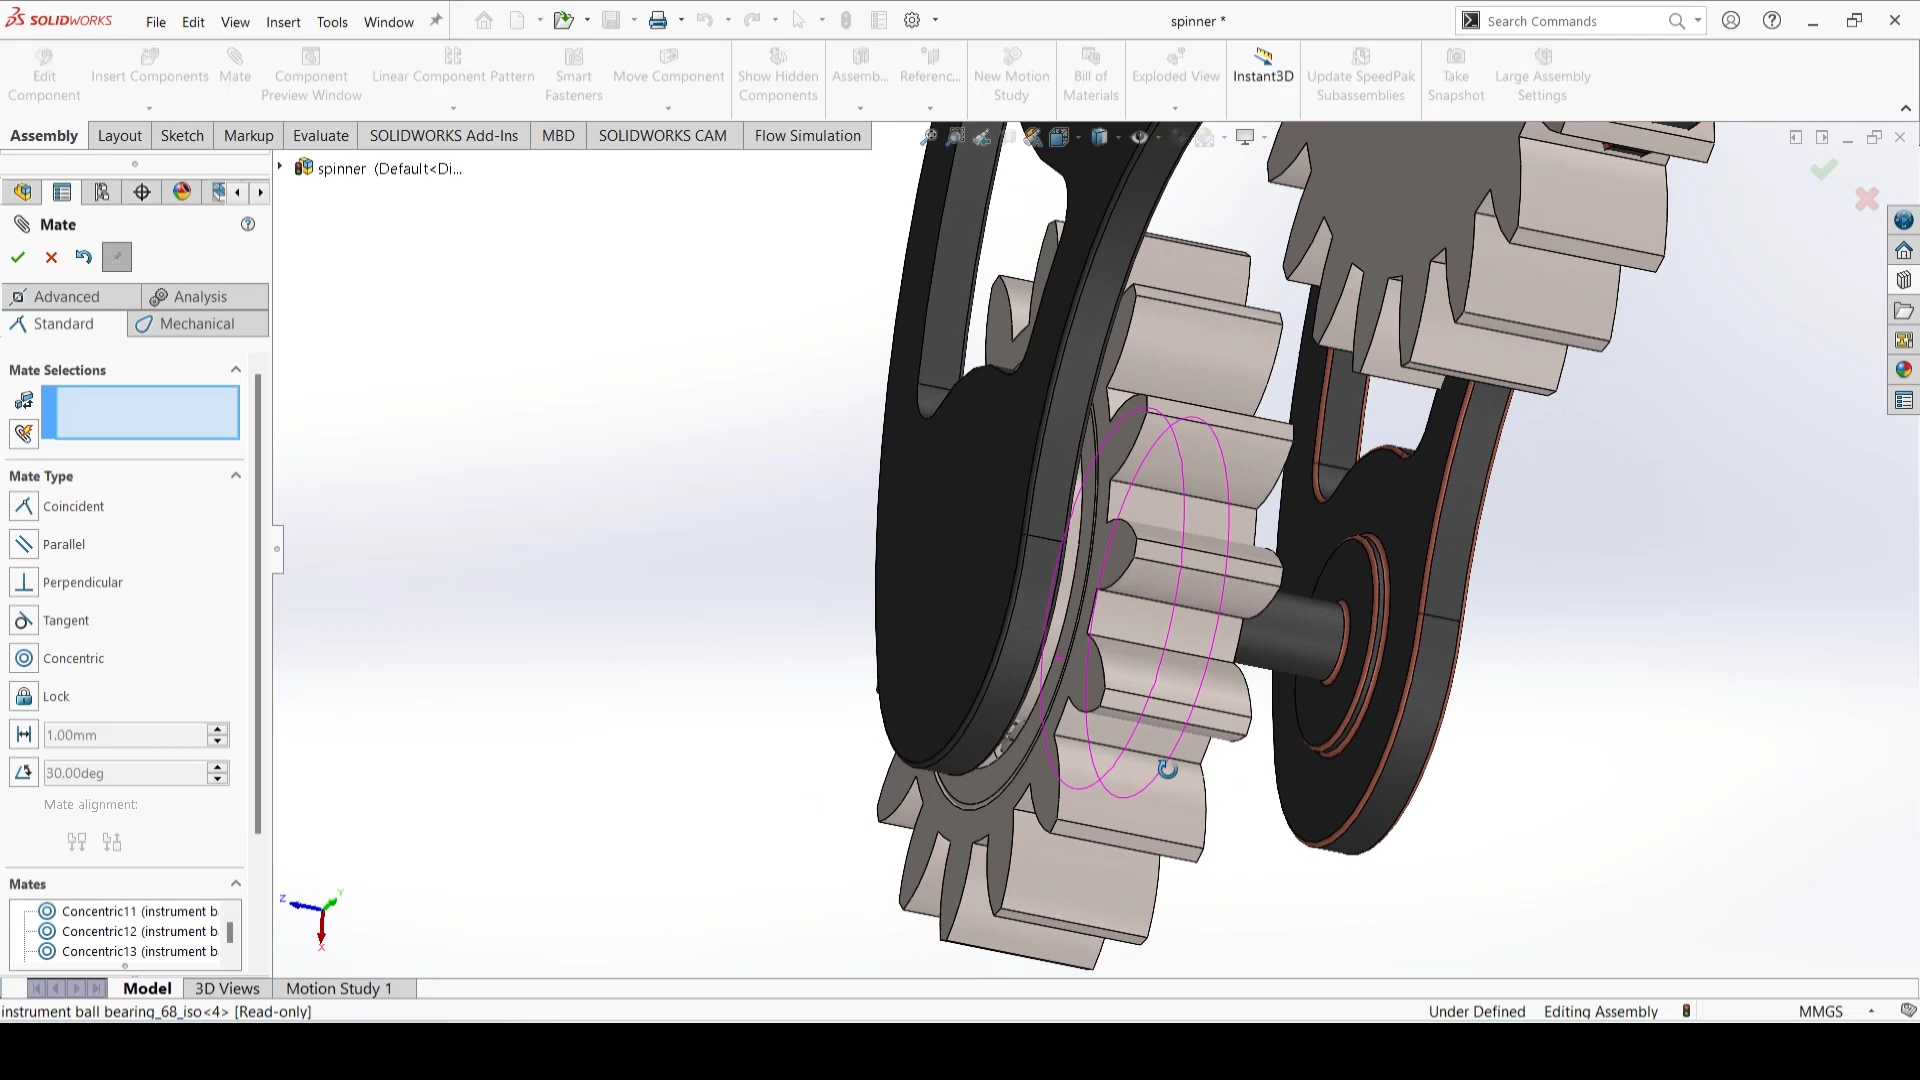 SOLIDWORKS File Edit View Insert Tools Window spinner * Search Commands
Edit Component Insert Components Mate Component Preview Window Linear Component Pattern Smart Fasteners Move Component Show Hidden Components Assemb... Referenc... New Motion Study Bill of Materials Exploded View Instant3D Update SpeedPak Subassemblies Take Snapshot Large Assembly Settings
Assembly Layout Sketch Markup Evaluate SOLIDWORKS Add-Ins MBD SOLIDWORKS CAM Flow Simulation
spinner (Default<Di...
Mate
Advanced Analysis
Standard Mechanical
Mate Selections
Mate Type
Coincident
Parallel
Perpendicular
Tangent
Concentric
Lock
1.00mm
30.00deg
Mate alignment:
Mates
Concentric11 (instrument b
Concentric12 (instrument b
Concentric13 (instrument b
Z Y
X
Model 3D Views Motion Study 1
instrument ball bearing_68_iso<4> [Read-only] Under Defined Editing Assembly MMGS